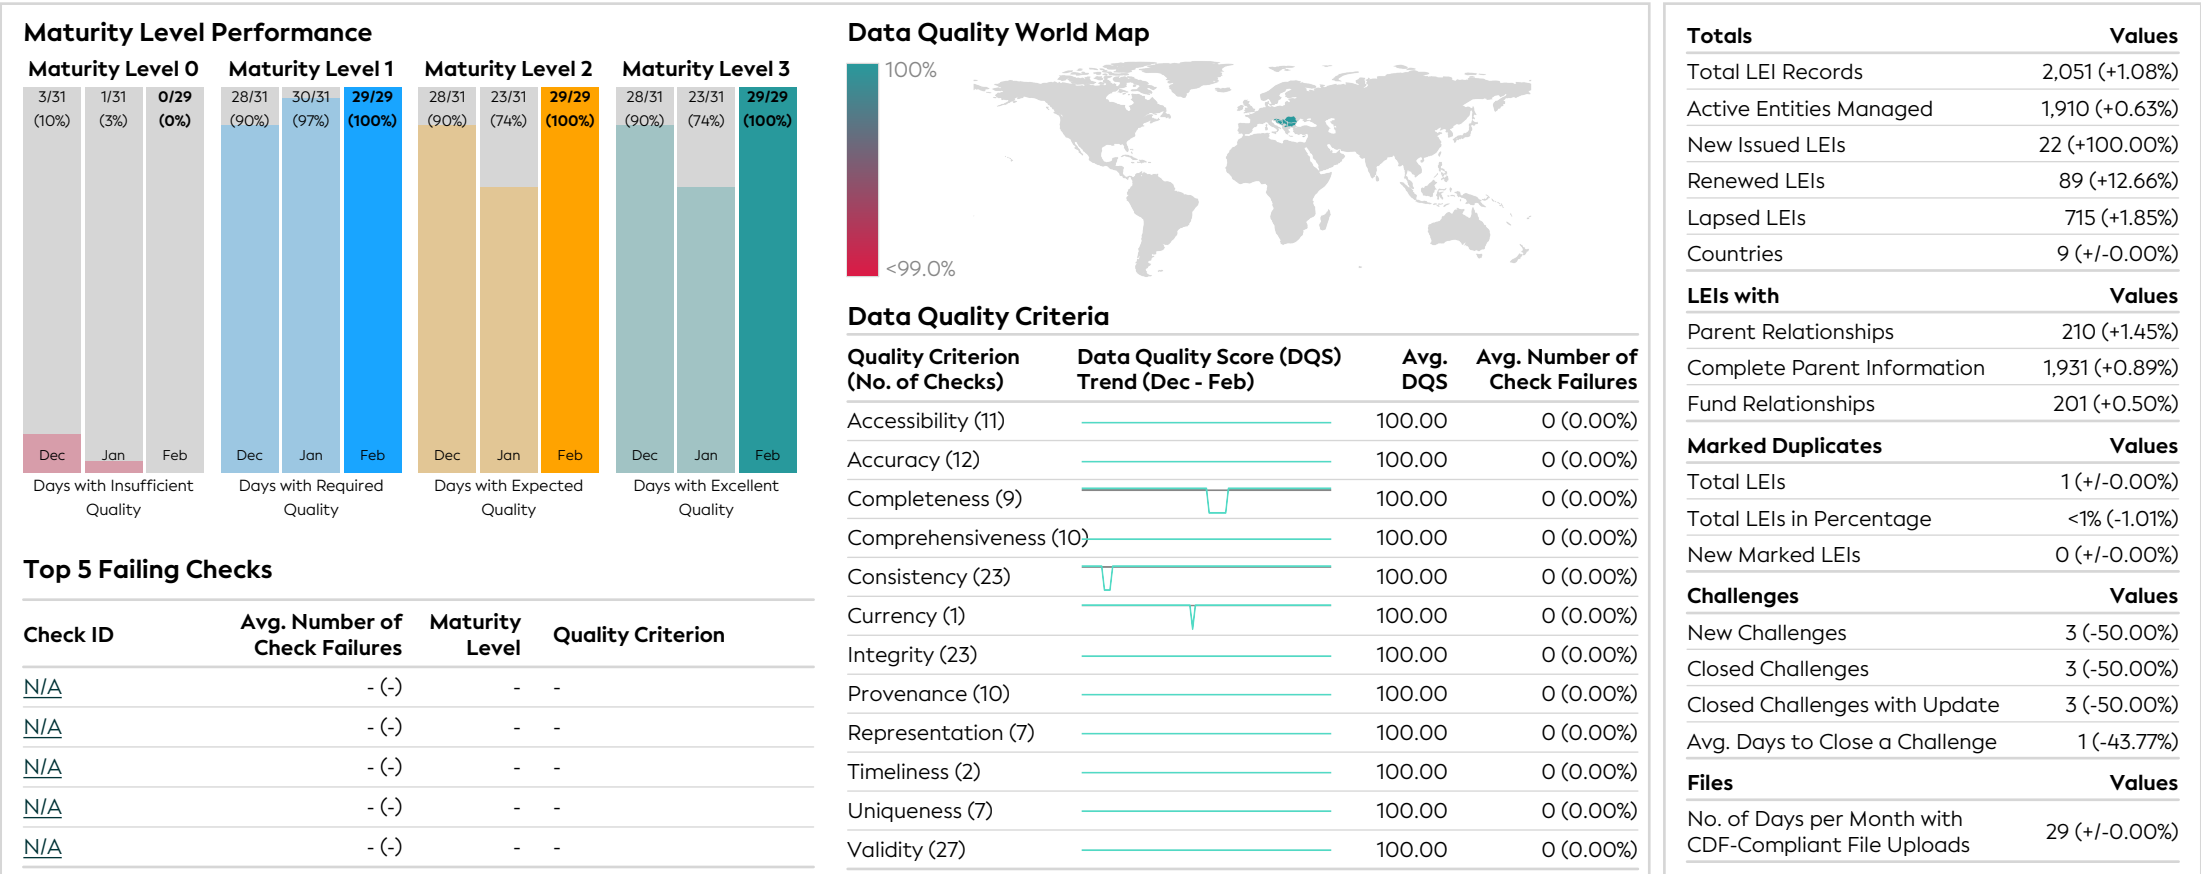 Maturity Level Performance
Maturity Level 0
Maturity Level 1
Maturity Level 2
Maturity Level 3
3/31 1/31 0/29
(10%) (3%) (0%)
28/31 30/31 29/29
(90%) (97%) (100%)
28/31 23/31 29/29
(90%) (74%) (100%)
28/31 23/31 29/29
(90%) (74%) (100%)
Dec Jan Feb
Dec Jan Feb
Dec Jan Feb
Dec Jan Feb
Days with Insufficient
Quality
Days with Required
Quality
Days with Expected
Quality
Days with Excellent
Quality
Top 5 Failing Checks
Check ID
Avg. Number of
Check Failures
Maturity
Level
Quality Criterion
N/A - (-) - -
N/A - (-) - -
N/A - (-) - -
N/A - (-) - -
N/A - (-) - -
Data Quality World Map
100%
<99.0%
Data Quality Criteria
Quality Criterion
(No. of Checks)
Data Quality Score (DQS)
Trend (Dec - Feb)
Avg.
DQS
Avg. Number of
Check Failures
Accessibility (11) 100.00 0 (0.00%)
Accuracy (12) 100.00 0 (0.00%)
Completeness (9) 100.00 0 (0.00%)
Comprehensiveness (10) 100.00 0 (0.00%)
Consistency (23) 100.00 0 (0.00%)
Currency (1) 100.00 0 (0.00%)
Integrity (23) 100.00 0 (0.00%)
Provenance (10) 100.00 0 (0.00%)
Representation (7) 100.00 0 (0.00%)
Timeliness (2) 100.00 0 (0.00%)
Uniqueness (7) 100.00 0 (0.00%)
Validity (27) 100.00 0 (0.00%)
Totals Values
Total LEI Records 2,051 (+1.08%)
Active Entities Managed 1,910 (+0.63%)
New Issued LEIs 22 (+100.00%)
Renewed LEIs 89 (+12.66%)
Lapsed LEIs 715 (+1.85%)
Countries 9 (+/-0.00%)
LEIs with Values
Parent Relationships 210 (+1.45%)
Complete Parent Information 1,931 (+0.89%)
Fund Relationships 201 (+0.50%)
Marked Duplicates Values
Total LEIs 1 (+/-0.00%)
Total LEIs in Percentage <1% (-1.01%)
New Marked LEIs 0 (+/-0.00%)
Challenges Values
New Challenges 3 (-50.00%)
Closed Challenges 3 (-50.00%)
Closed Challenges with Update 3 (-50.00%)
Avg. Days to Close a Challenge 1 (-43.77%)
Files Values
No. of Days per Month with
CDF-Compliant File Uploads 29 (+/-0.00%)